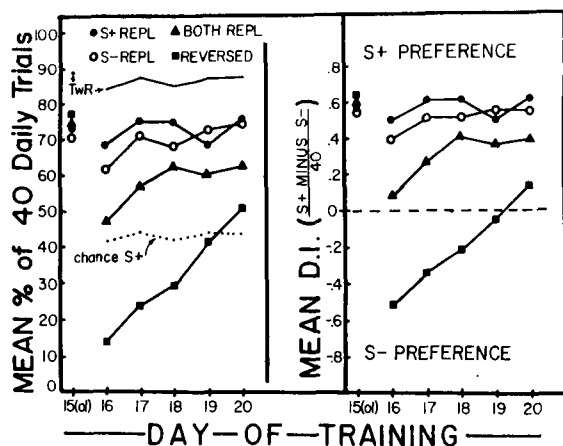 S+ REPL
BOTH REPL
S- REPL
REVERSED
MEAN % of 40 Daily Trials
100
90
80
70
60
50
40
30
20
10
0
TwR
chance S+
15(ol)
16
17
18
19
20
S+ PREFERENCE
MEAN D.I. (S+ MINUS S-/40)
.8
.6
.4
.2
0
-.2
-.4
-.6
-.8
S- PREFERENCE
15(ol)
16
17
18
19
20
DAY—OF—TRAINING